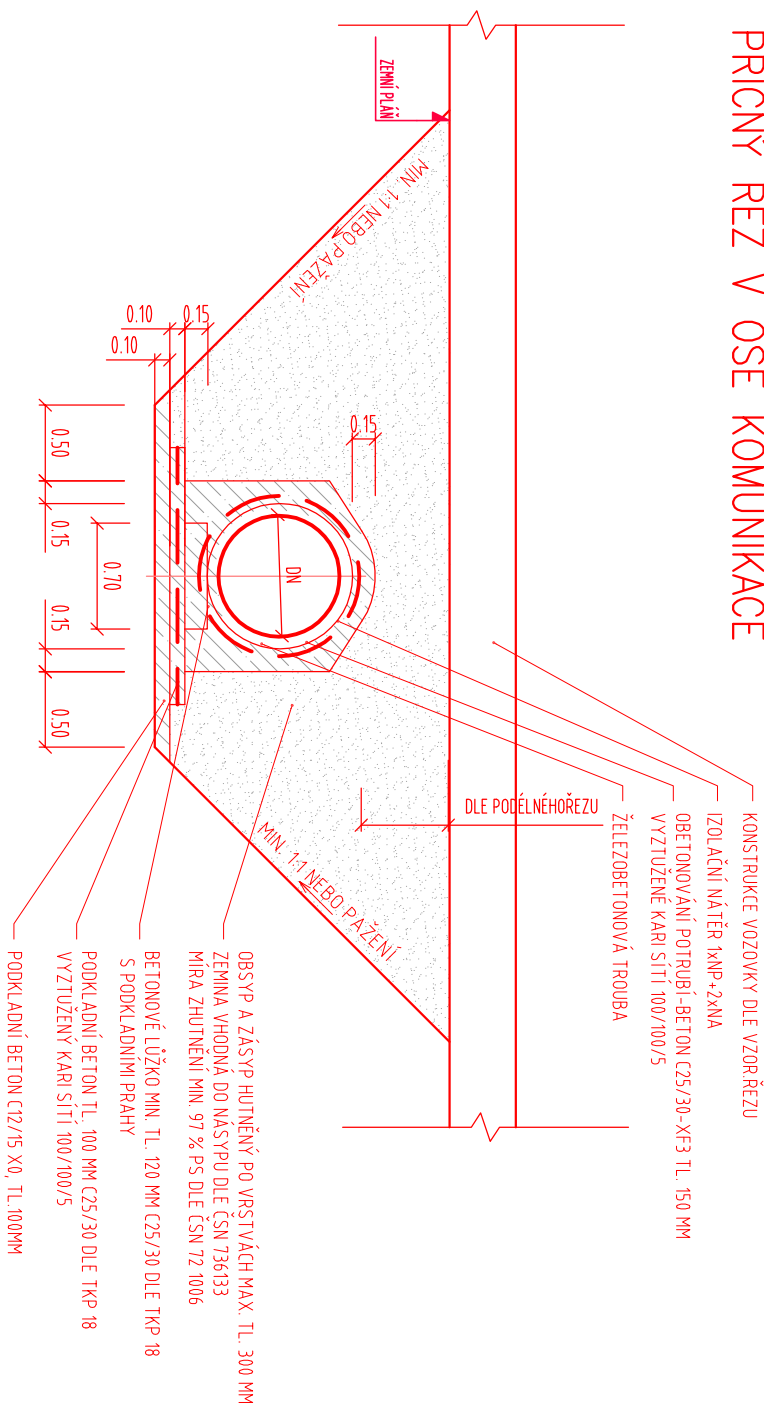 PRICNÝ REZ V OSE KOMUNIKACE
KONSTRUKCE VOZOVKY DLE VZOR.ŘEZU
IZOLAČNÍ NÁTĚR 1xNP+2xNA
OBETONOVÁNÍ POTRUBÍ-BETON C25/30-XF3 TL. 150 MM
VYZTUŽENÉ KARI SÍTÍ 100/100/5
ŽELEZOBETONOVÁ TROUBA
ZEMNÍ PLÁŇ
DLE PODÉLNÉHOŘEZU
MIN. 1:1 NEBO PAŽENÍ
MIN. 1:1 NEBO PAŽENÍ
0.15
DN
0.15
0.10
0.10
0.50
0.15
0.70
0.15
0.50
OBSYP A ZÁSYP HUTNĚNÝ PO VRSTVÁCH MAX. TL. 300 MM
ZEMINA VHODNÁ DO NÁSYPU DLE ČSN 736133
MÍRA ZHUTNĚNÍ MIN. 97 % PS DLE ČSN 72 1006
BETONOVÉ LŮŽKO MIN. TL. 120 MM C25/30 DLE TKP 18
S PODKLADNÍMI PRAHY
PODKLADNÍ BETON TL. 100 MM C25/30 DLE TKP 18
VYZTUŽENÝ KARI SÍTÍ 100/100/5
PODKLADNÍ BETON C12/15 X0, TL.100MM